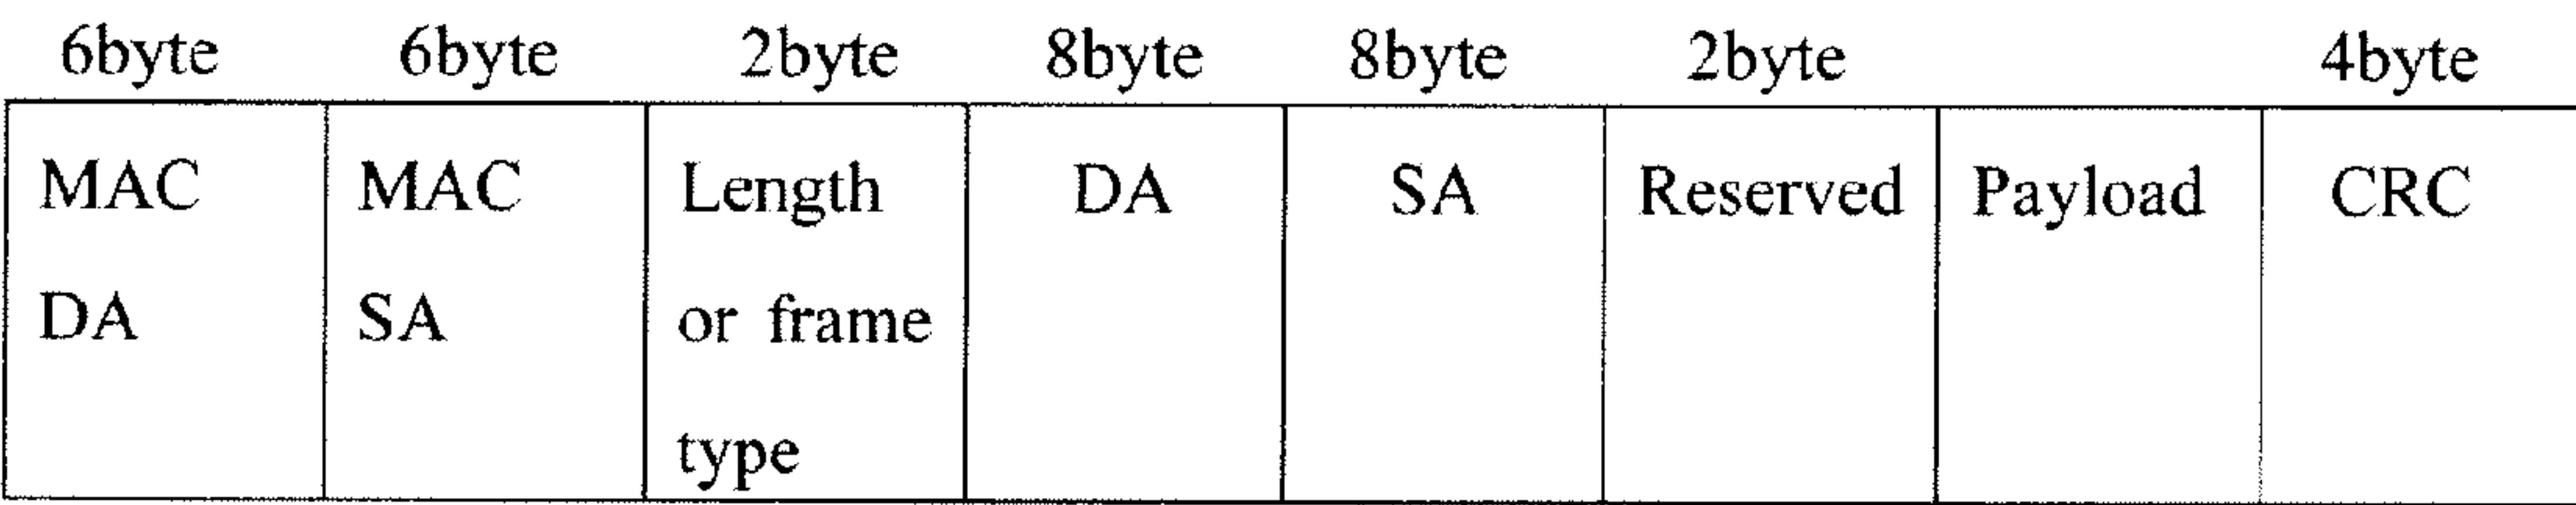 6byte 6byte 2byte 8byte 8byte 2byte 4byte
MAC MAC Length DA SA Reserved Payload CRC
DA SA or frame
type